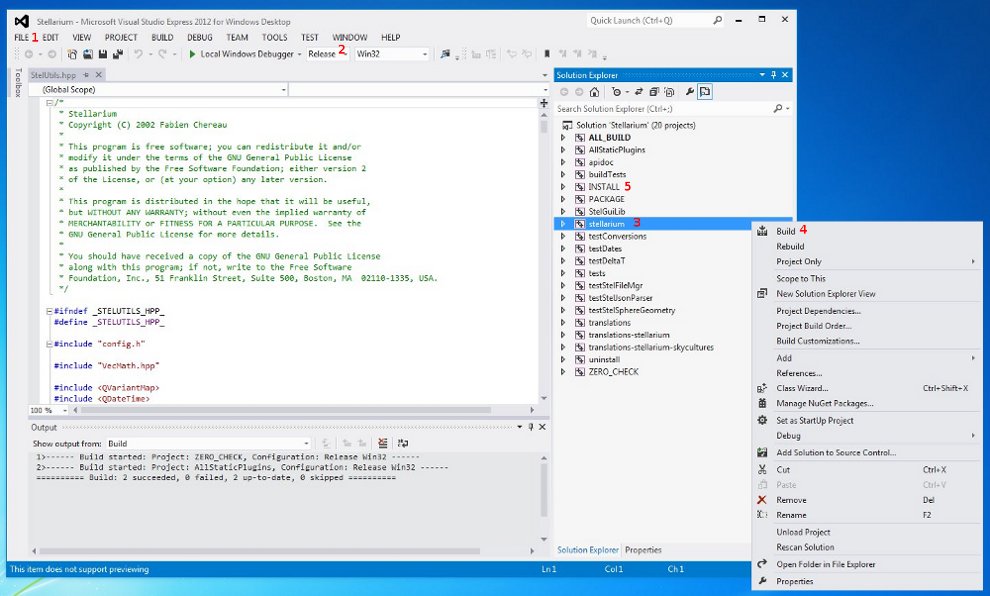 Stellarium - Microsoft Visual Studio Express 2012 for Windows Desktop
Quick Launch (Ctrl+Q)
FILE 1 EDIT VIEW PROJECT BUILD DEBUG TEAM TOOLS TEST WINDOW HELP
Local Windows Debugger Release 2 Win32
Toolbox
StelUtils.hpp
(Global Scope)
/*
* Stellarium
* Copyright (C) 2002 Fabien Chereau
*
* This program is free software; you can redistribute it and/or
* modify it under the terms of the GNU General Public License
* as published by the Free Software Foundation; either version 2
* of the License, or (at your option) any later version.
*
* This program is distributed in the hope that it will be useful,
* but WITHOUT ANY WARRANTY; without even the implied warranty of
* MERCHANTABILITY or FITNESS FOR A PARTICULAR PURPOSE.  See the
* GNU General Public License for more details.
*
* You should have received a copy of the GNU General Public License
* along with this program; if not, write to the Free Software
* Foundation, Inc., 51 Franklin Street, Suite 500, Boston, MA  02110-1335, USA.
*/
#ifndef _STELUTILS_HPP_
#define _STELUTILS_HPP_
#include "config.h"
#include "VecMath.hpp"
#include <QVariantMap>
#include <QDateTime>
100 %
Output
Show output from: Build
1>------ Build started: Project: ZERO_CHECK, Configuration: Release Win32 ------
2>------ Build started: Project: AllStaticPlugins, Configuration: Release Win32 ------
========== Build: 2 succeeded, 0 failed, 2 up-to-date, 0 skipped ==========
Solution Explorer
Search Solution Explorer (Ctrl+;)
Solution 'Stellarium' (20 projects)
ALL_BUILD
AllStaticPlugins
apidoc
buildTests
INSTALL 5
PACKAGE
StelGuiLib
stellarium 3
testConversions
testDates
testDeltaT
tests
testStelFileMgr
testStelJsonParser
testStelSphereGeometry
translations
translations-stellarium
translations-stellarium-skycultures
uninstall
ZERO_CHECK
Solution Explorer Properties
Build 4
Rebuild
Project Only
Scope to This
New Solution Explorer View
Project Dependencies...
Project Build Order...
Build Customizations...
Add
References...
Class Wizard... Ctrl+Shift+X
Manage NuGet Packages...
Set as StartUp Project
Debug
Add Solution to Source Control...
Cut Ctrl+X
Paste Ctrl+V
Remove Del
Rename F2
Unload Project
Rescan Solution
Open Folder in File Explorer
Properties
This item does not support previewing Ln 1 Col 1 Ch 1